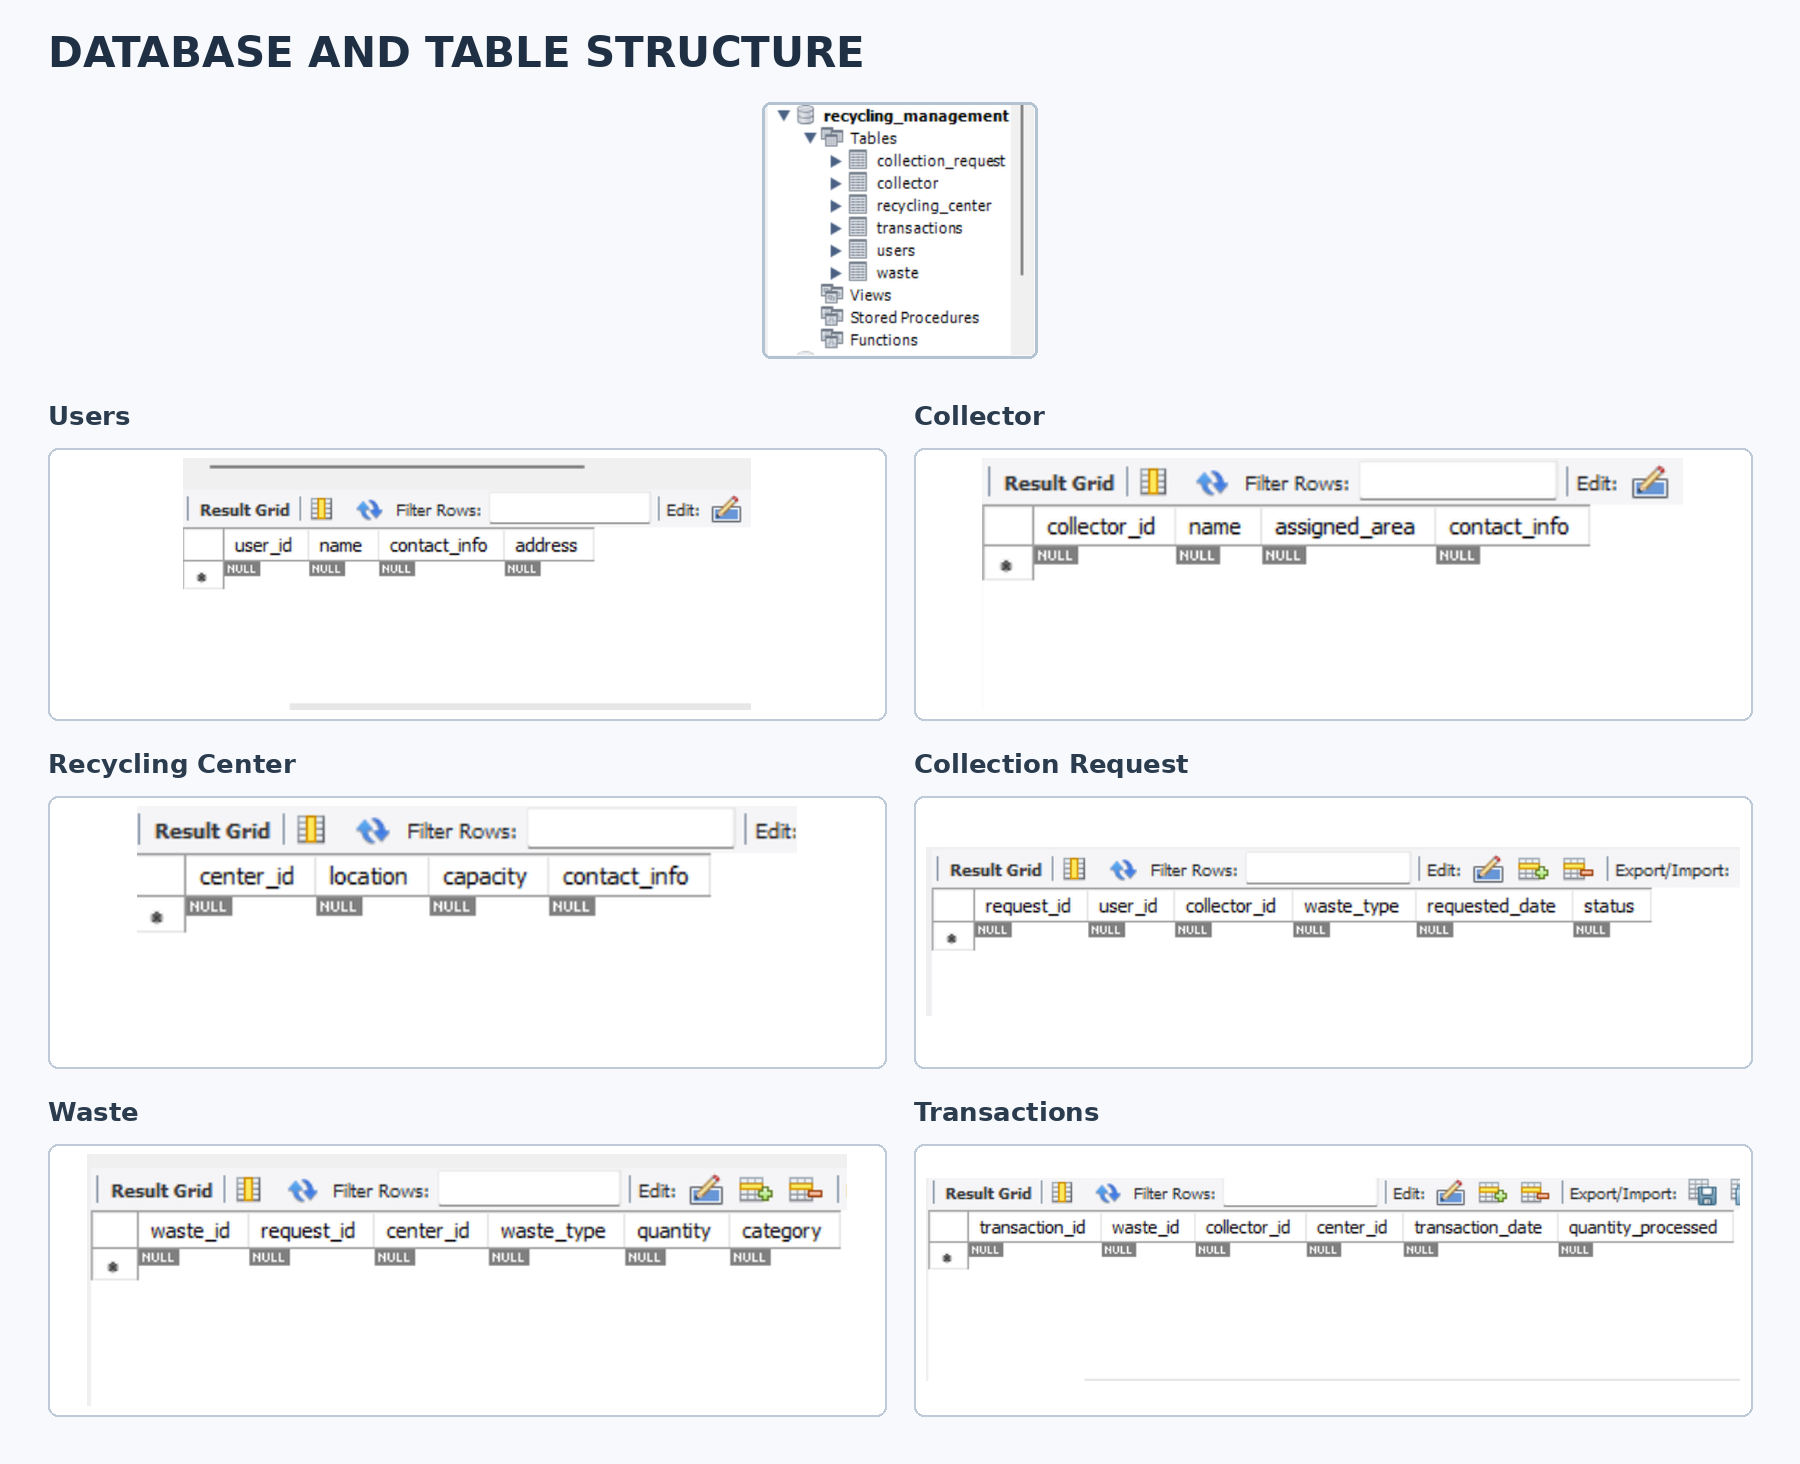 DATABASE AND TABLE STRUCTURE
recycling_management
Tables
collection_request
collector
recycling_center
transactions
users
waste
Views
Stored Procedures
Functions
Users
Result Grid Filter Rows: Edit:
user_id name contact_info address
NULL NULL NULL NULL
Collector
Result Grid Filter Rows: Edit:
collector_id name assigned_area contact_info
NULL NULL NULL NULL
Recycling Center
Result Grid Filter Rows: Edit:
center_id location capacity contact_info
NULL NULL NULL NULL
Collection Request
Result Grid Filter Rows: Edit: Export/Import:
request_id user_id collector_id waste_type requested_date status
NULL NULL NULL NULL NULL NULL
Waste
Result Grid Filter Rows: Edit:
waste_id request_id center_id waste_type quantity category
NULL NULL NULL NULL NULL NULL
Transactions
Result Grid Filter Rows: Edit: Export/Import:
transaction_id waste_id collector_id center_id transaction_date quantity_processed
NULL NULL NULL NULL NULL NULL